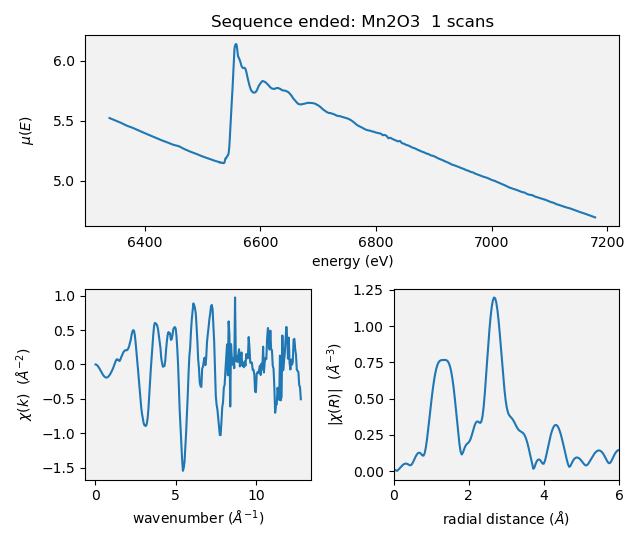 Sequence ended: Mn2O3  1 scans
μ(E)
6.0
5.5
5.0
6400 6600 6800 7000 7200
energy (eV)
χ(k)  (Å⁻²)
1.0
0.5
0.0
−0.5
−1.0
−1.5
0 5 10
wavenumber (Å⁻¹)
|χ(R)|  (Å⁻³)
1.25
1.00
0.75
0.50
0.25
0.00
0 2 4 6
radial distance (Å)